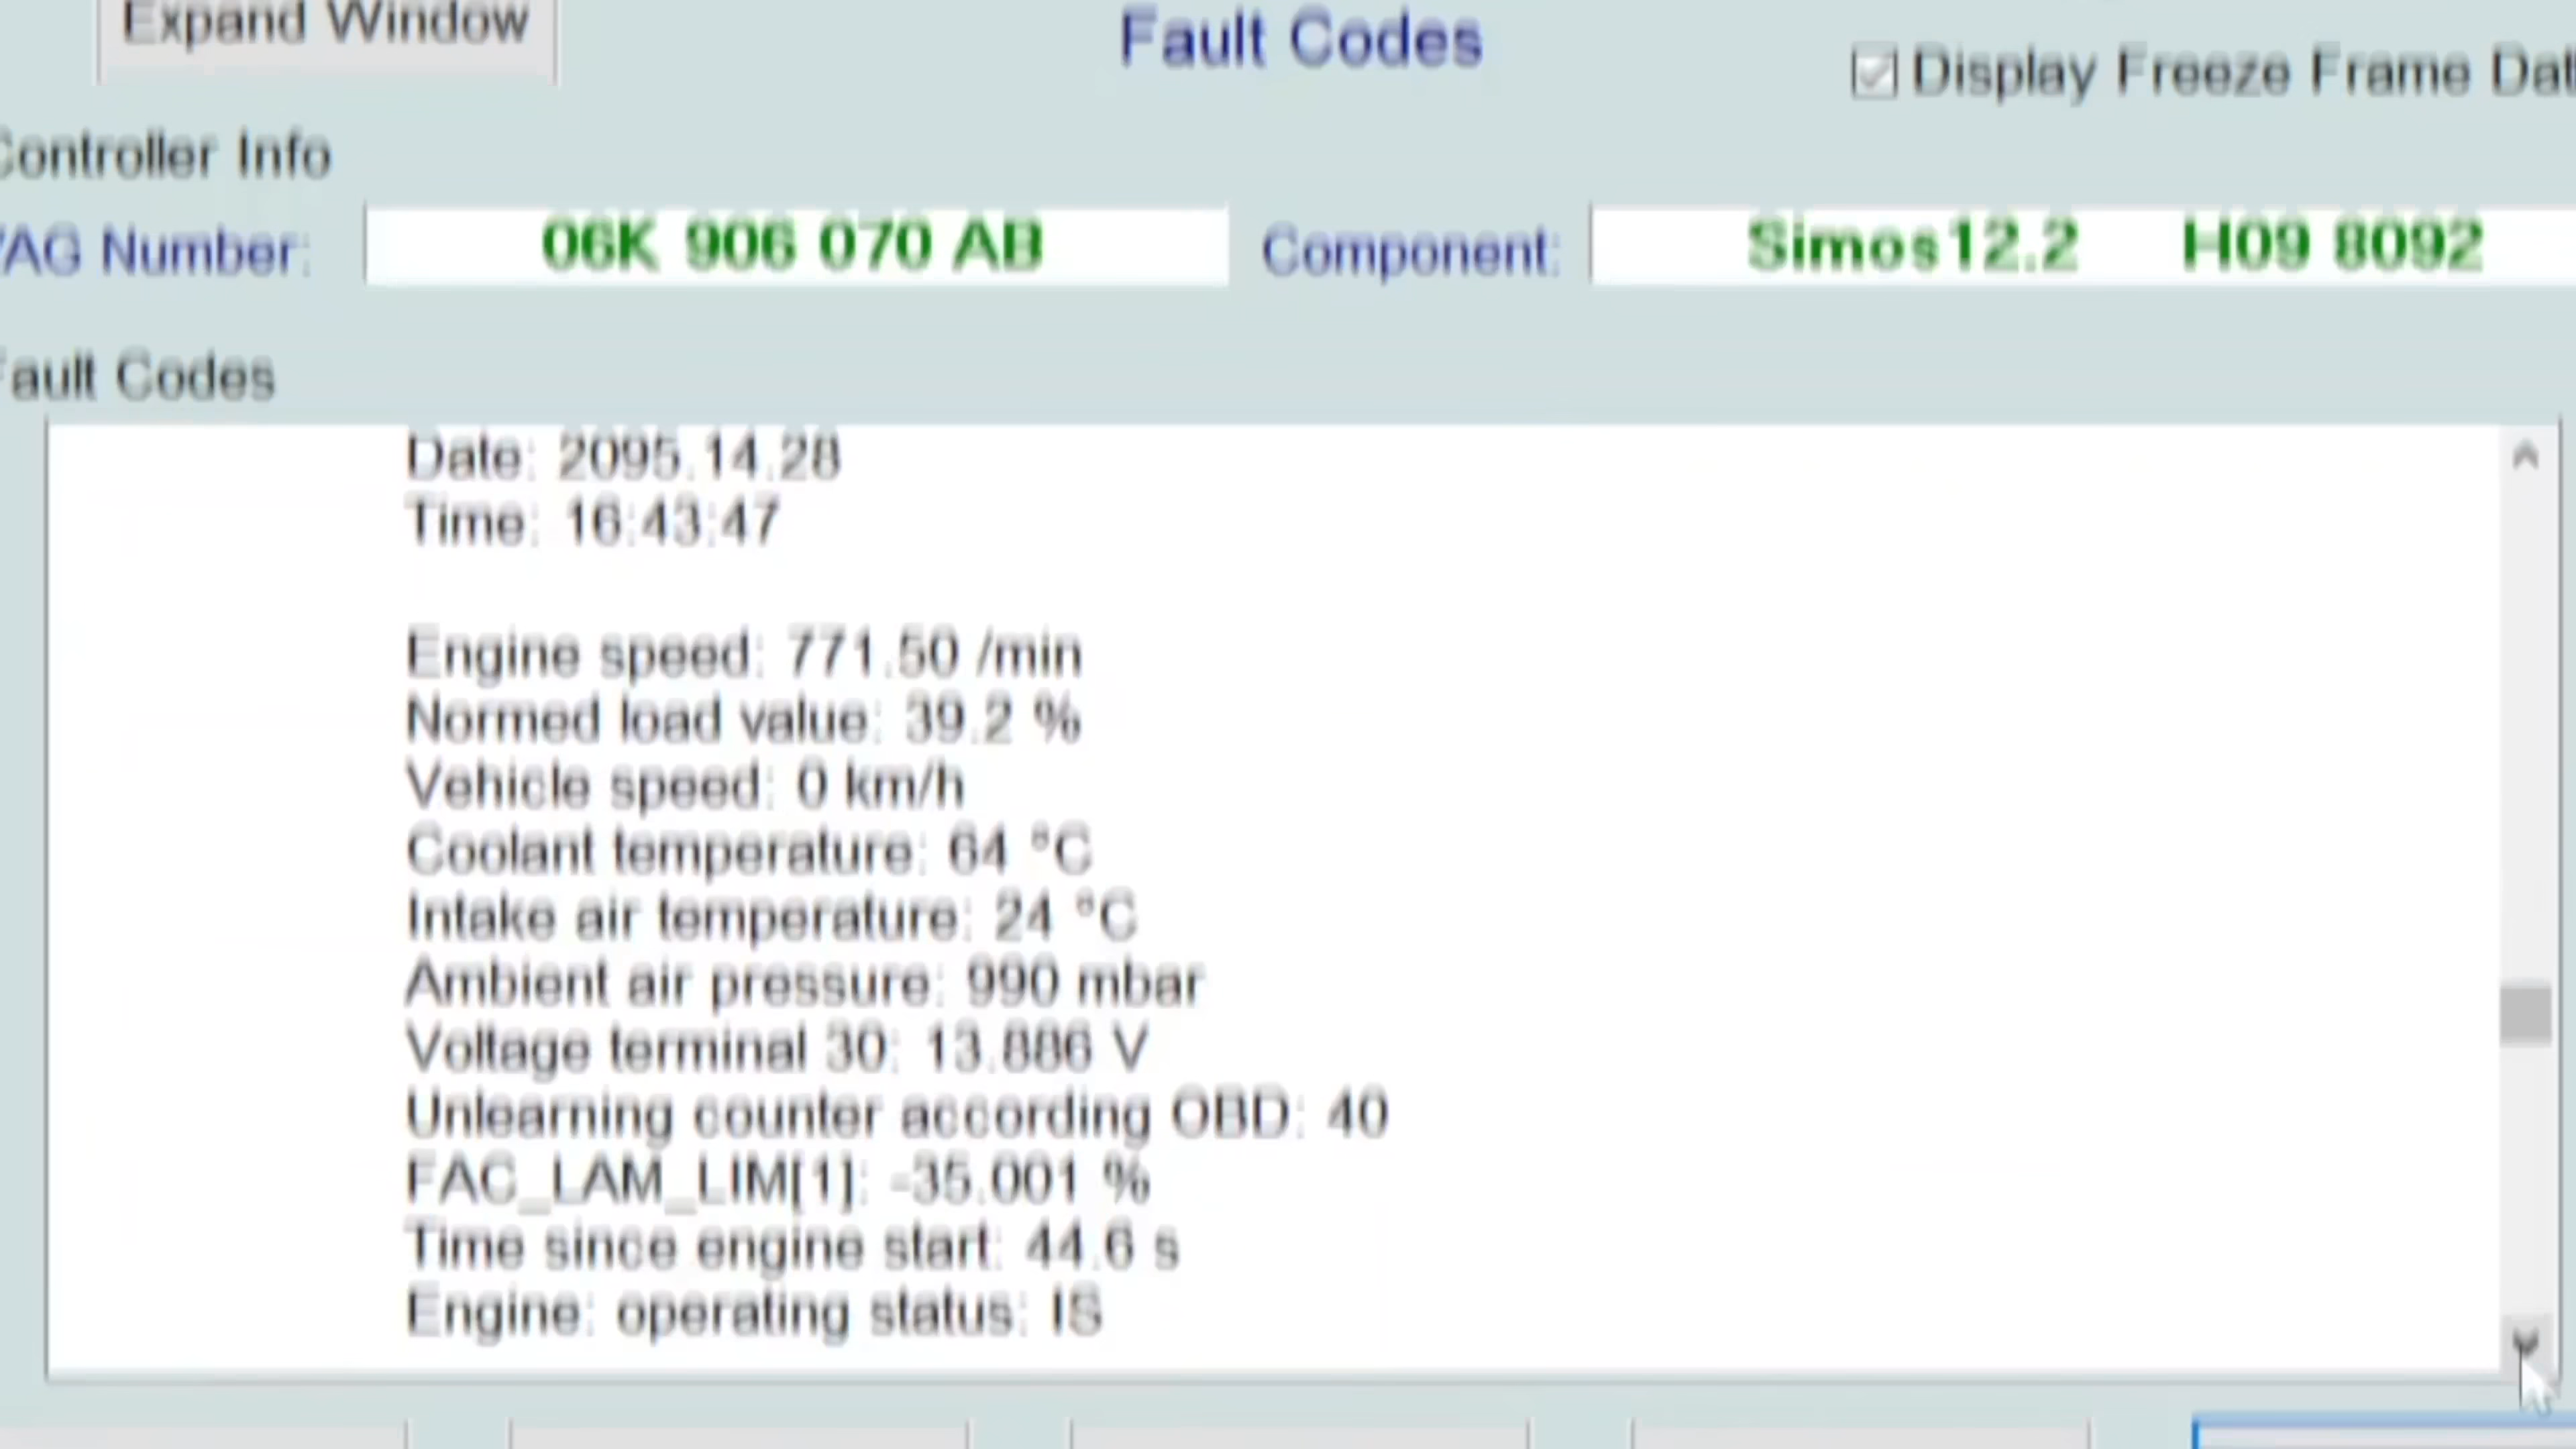 Expand Window
Fault Codes
Display Freeze Frame
Controller Info
VAG Number: 06K 906 070 AB Component: Simos12.2 H09 8092
Fault Codes
Date: 2095.14.28
Time: 16:43:47
Engine speed: 771.50 /min
Normed load value: 39.2 %
Vehicle speed: 0 km/h
Coolant temperature: 64 °C
Intake air temperature: 24 °C
Ambient air pressure: 990 mbar
Voltage terminal 30: 13.886 V
Unlearning counter according OBD: 40
FAC_LAM_LIM[1]: -35.001 %
Time since engine start: 44.6 s
Engine: operating status: IS